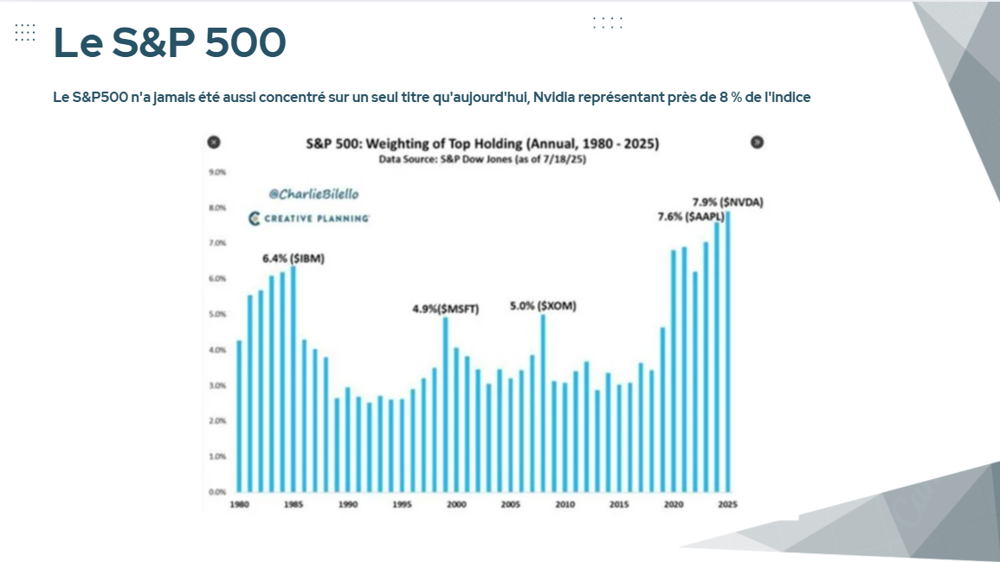 Le S&P 500
Le S&P500 n'a jamais été aussi concentré sur un seul titre qu'aujourd'hui, Nvidia représentant près de 8 % de l'indice
S&P 500: Weighting of Top Holding (Annual, 1980 - 2025)
Data Source: S&P Dow Jones (as of 7/18/25)
9.0%
@CharlieBilello
CREATIVE PLANNING
8.0%
7.9% ($NVDA)
7.6% ($AAPL)
7.0%
6.4% ($IBM)
6.0%
4.9%($MSFT)
5.0% ($XOM)
5.0%
4.0%
3.0%
2.0%
1.0%
0.0%
1980 1985 1990 1995 2000 2005 2010 2015 2020 2025